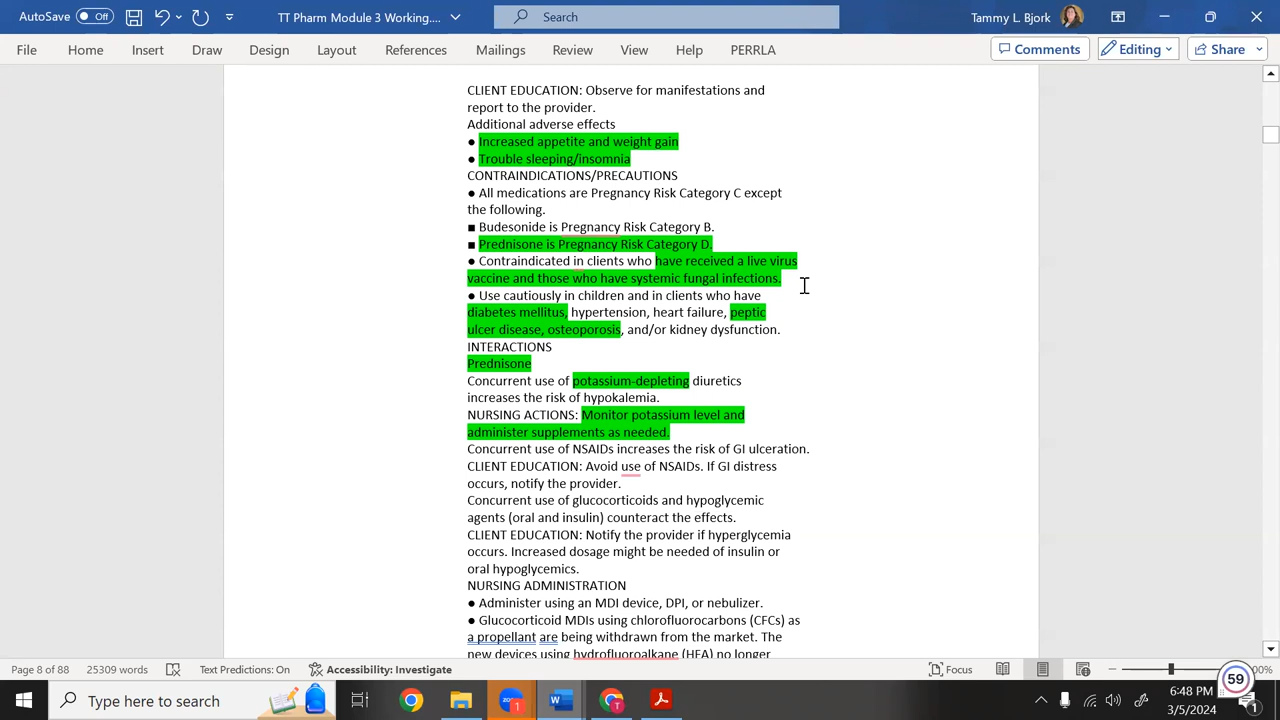 AutoSave Off TT Pharm Module 3 Working.... Search Tammy L. Bjork
File Home Insert Draw Design Layout References Mailings Review View Help PERRLA Comments Editing Share
CLIENT EDUCATION: Observe for manifestations and
report to the provider.
Additional adverse effects
● Increased appetite and weight gain
● Trouble sleeping/insomnia
CONTRAINDICATIONS/PRECAUTIONS
● All medications are Pregnancy Risk Category C except
the following.
■ Budesonide is Pregnancy Risk Category B.
■ Prednisone is Pregnancy Risk Category D.
● Contraindicated in clients who have received a live virus
vaccine and those who have systemic fungal infections.
● Use cautiously in children and in clients who have
diabetes mellitus, hypertension, heart failure, peptic
ulcer disease, osteoporosis, and/or kidney dysfunction.
INTERACTIONS
Prednisone
Concurrent use of potassium-depleting diuretics
increases the risk of hypokalemia.
NURSING ACTIONS: Monitor potassium level and
administer supplements as needed.
Concurrent use of NSAIDs increases the risk of GI ulceration.
CLIENT EDUCATION: Avoid use of NSAIDs. If GI distress
occurs, notify the provider.
Concurrent use of glucocorticoids and hypoglycemic
agents (oral and insulin) counteract the effects.
CLIENT EDUCATION: Notify the provider if hyperglycemia
occurs. Increased dosage might be needed of insulin or
oral hypoglycemics.
NURSING ADMINISTRATION
● Administer using an MDI device, DPI, or nebulizer.
● Glucocorticoid MDIs using chlorofluorocarbons (CFCs) as
a propellant are being withdrawn from the market. The
new devices using hydrofluoroalkane (HFA) no longer
Page 8 of 88 25309 words Text Predictions: On Accessibility: Investigate Focus 59
Type here to search 6:48 PM
3/5/2024